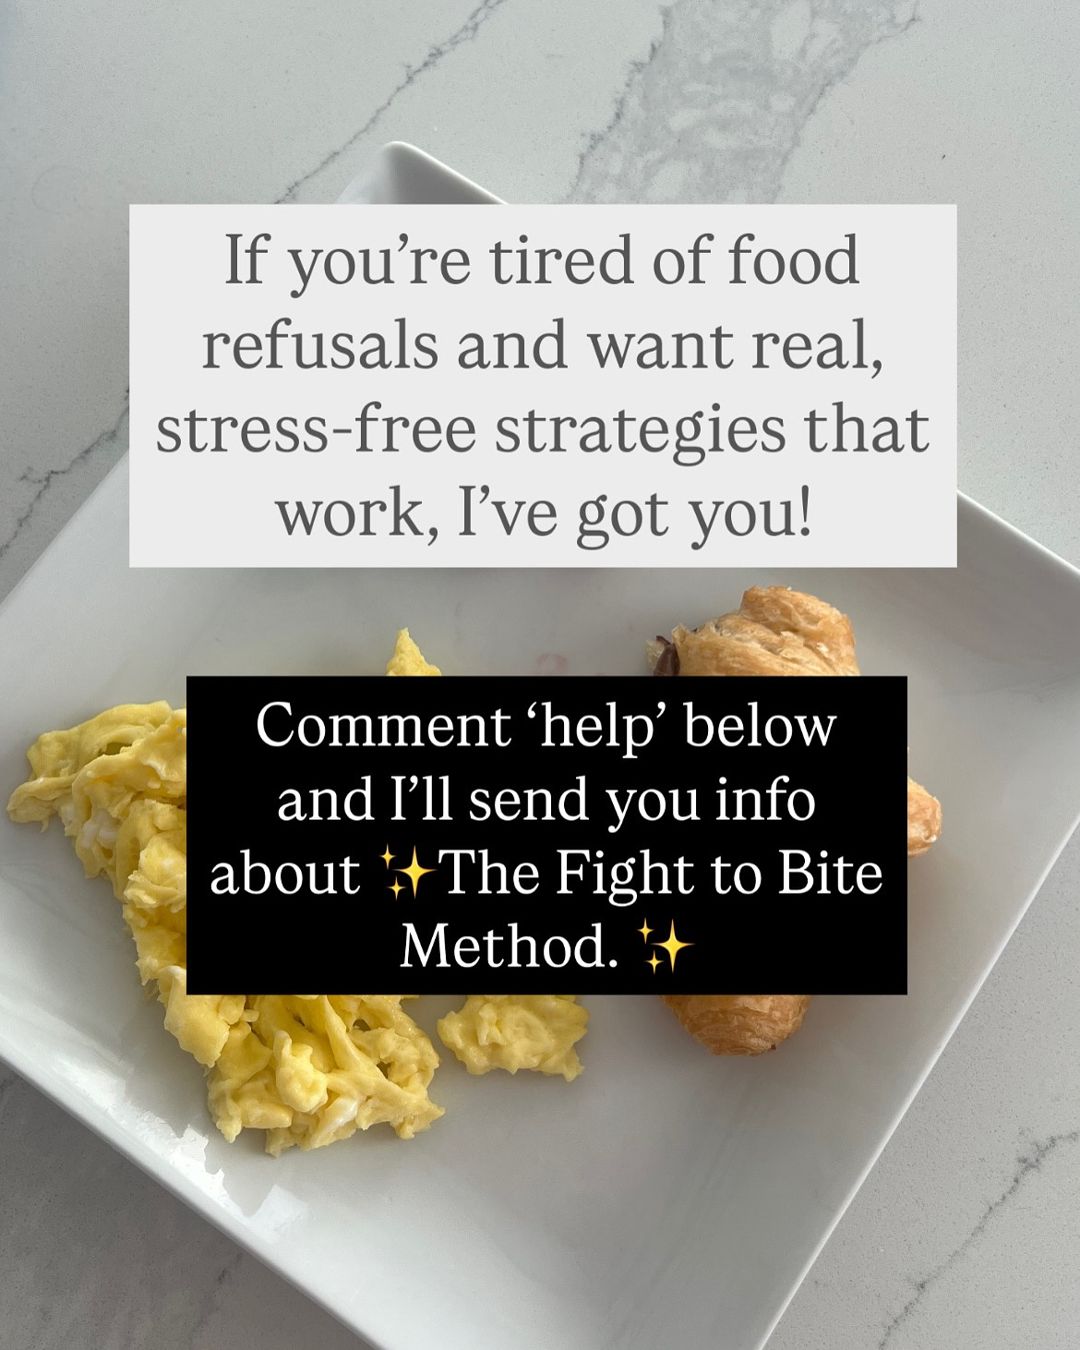 If you’re tired of food
refusals and want real,
stress-free strategies that
work, I’ve got you!
Comment ‘help’ below
and I’ll send you info
about ✨The Fight to Bite
Method. ✨